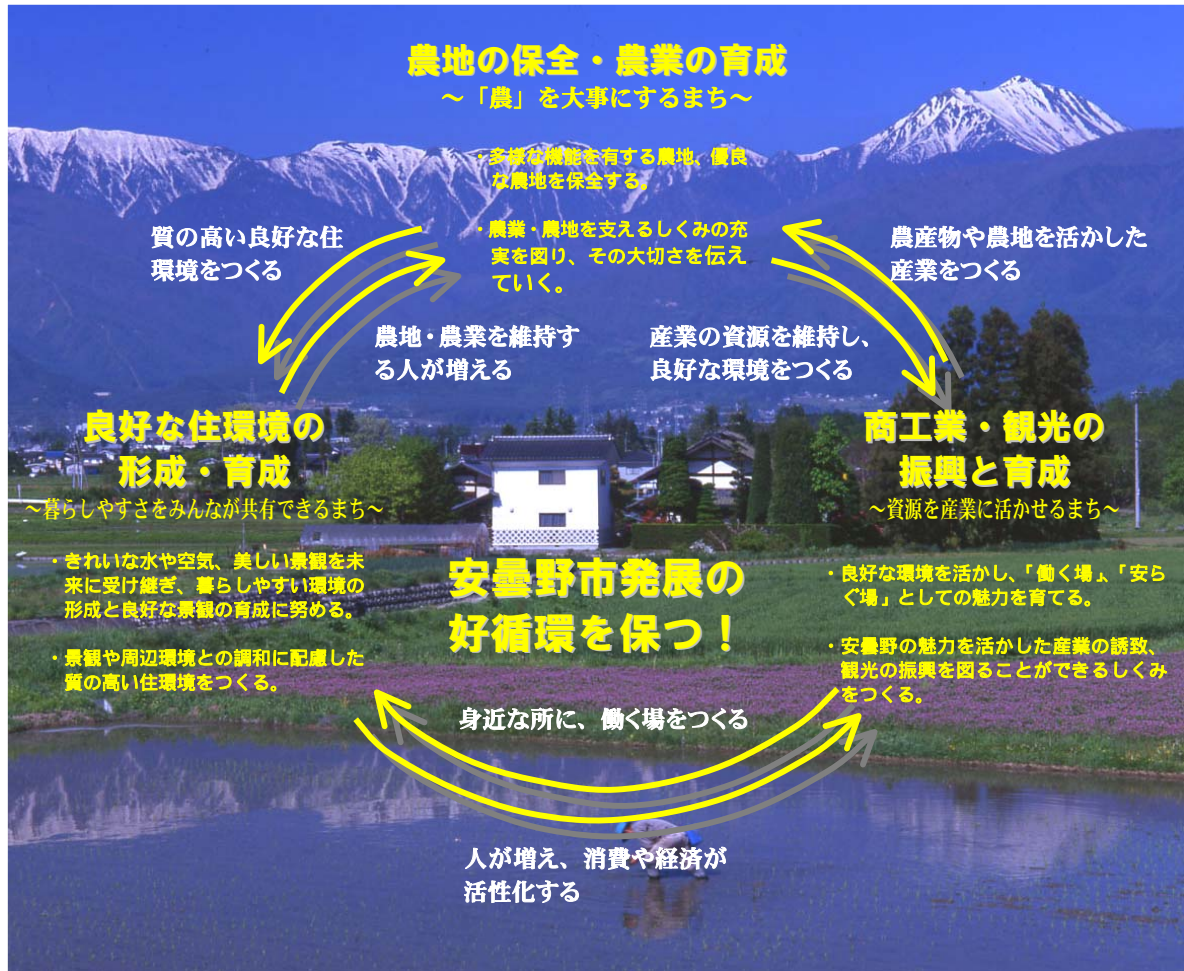 農地の保全・農業の育成
～「農」を大事にするまち～
・多様な機能を有する農地、優良
な農地を保全する。
・農業・農地を支えるしくみの充
実を図り、その大切さを伝え
ていく。
質の高い良好な住
環境をつくる
農産物や農地を活かした
産業をつくる
農地・農業を維持す
る人が増える
産業の資源を維持し、
良好な環境をつくる
良好な住環境の
形成・育成
～暮らしやすさをみんなが共有できるまち～
・きれいな水や空気、美しい景観を未
来に受け継ぎ、暮らしやすい環境の
形成と良好な景観の育成に努める。
・景観や周辺環境との調和に配慮した
質の高い住環境をつくる。
商工業・観光の
振興と育成
～資源を産業に活かせるまち～
・良好な環境を活かし、「働く場」、「安ら
ぐ場」としての魅力を育てる。
・安曇野の魅力を活かした産業の誘致、
観光の振興を図ることができるしくみ
をつくる。
安曇野市発展の
好循環を保つ！
身近な所に、働く場をつくる
人が増え、消費や経済が
活性化する